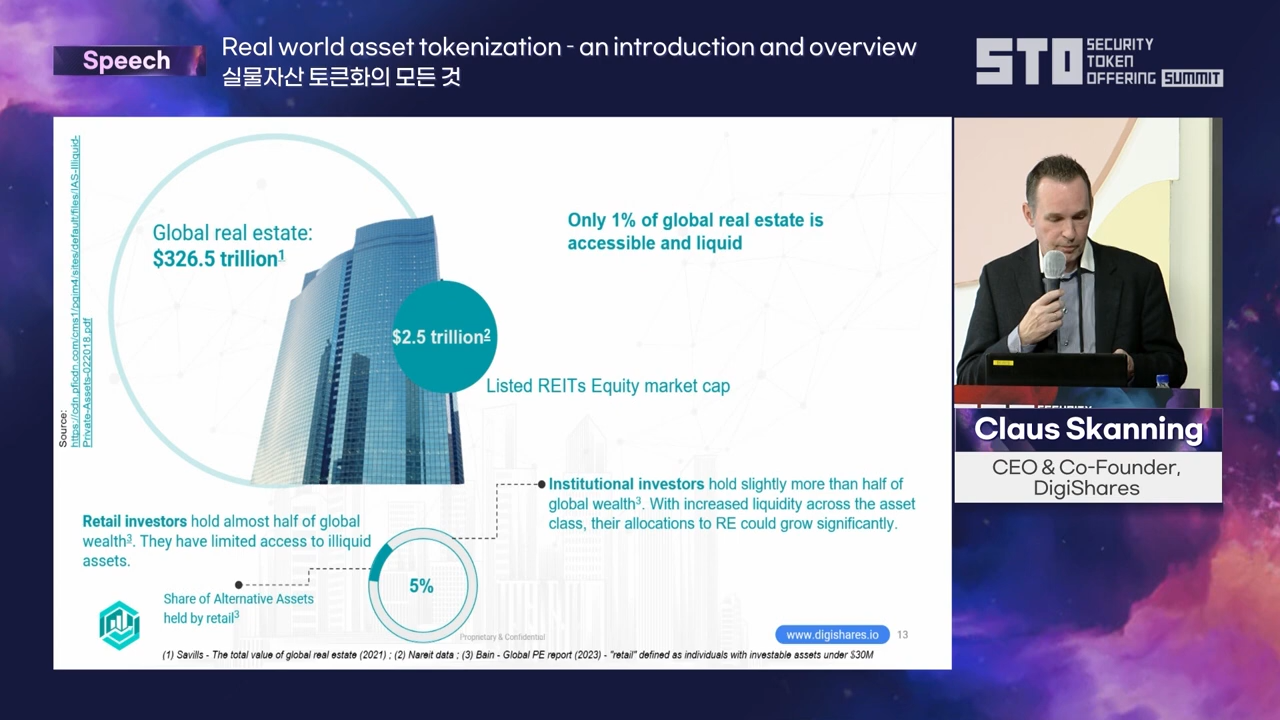 Speech
Real world asset tokenization - an introduction and overview
실물자산 토큰화의 모든 것
STO SECURITY
TOKEN
OFFERING SUMMIT
Source:
https://cdn.pficdn.com/cms1/pgim4/sites/default/files/IAS-Illiquid-
Private-Assets-022018.pdf
Global real estate:
$326.5 trillion1
Only 1% of global real estate is
accessible and liquid
$2.5 trillion2
Listed REITs Equity market cap
Institutional investors hold slightly more than half of
global wealth3. With increased liquidity across the asset
class, their allocations to RE could grow significantly.
Retail investors hold almost half of global
wealth3. They have limited access to illiquid
assets.
5%
Share of Alternative Assets
held by retail3
Proprietary & Confidential
www.digishares.io
13
(1) Savills - The total value of global real estate (2021) ; (2) Nareit data ; (3) Bain - Global PE report (2023) - "retail" defined as individuals with investable assets under $30M
Claus Skanning
CEO & Co-Founder,
DigiShares